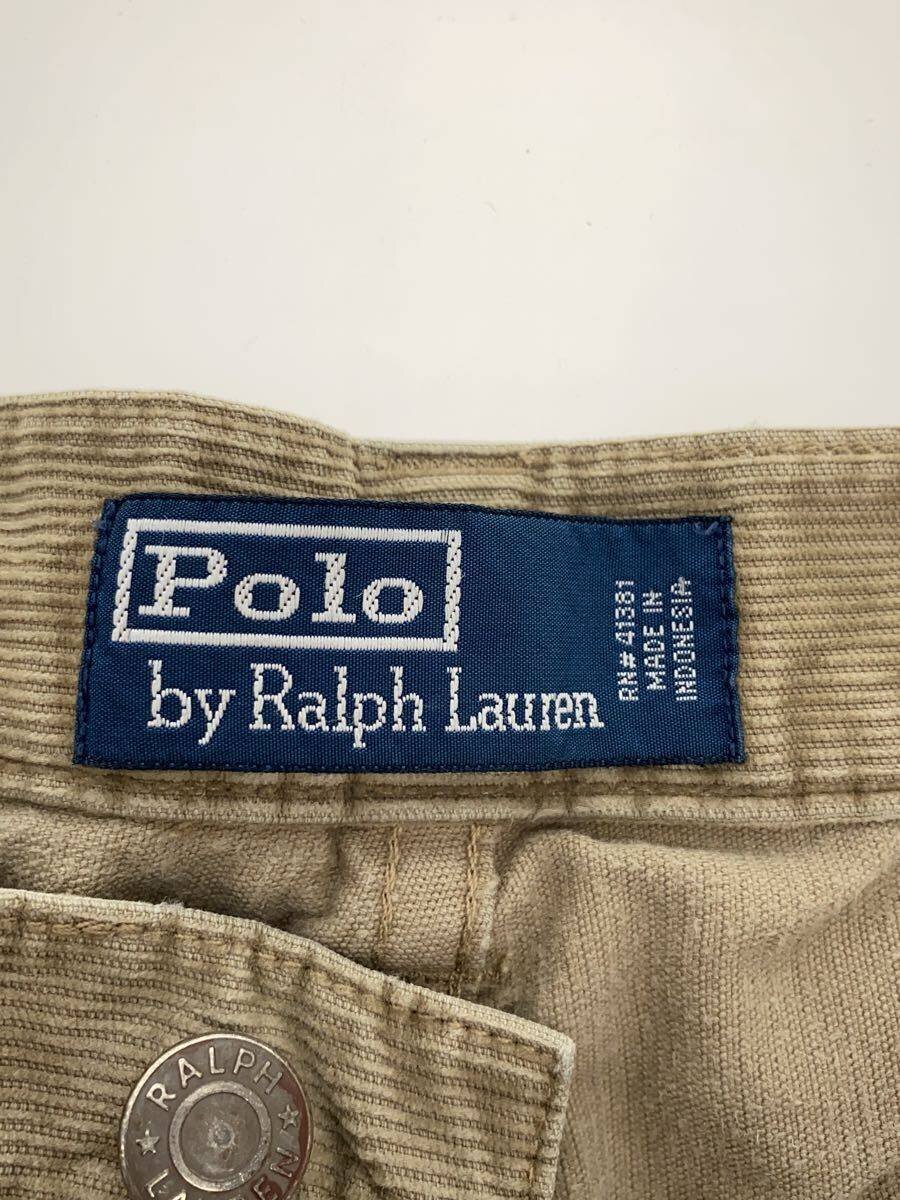 Polo
by Ralph Lauren
RN# 41381
MADE IN
INDONESIA
RALPH
LAUREN